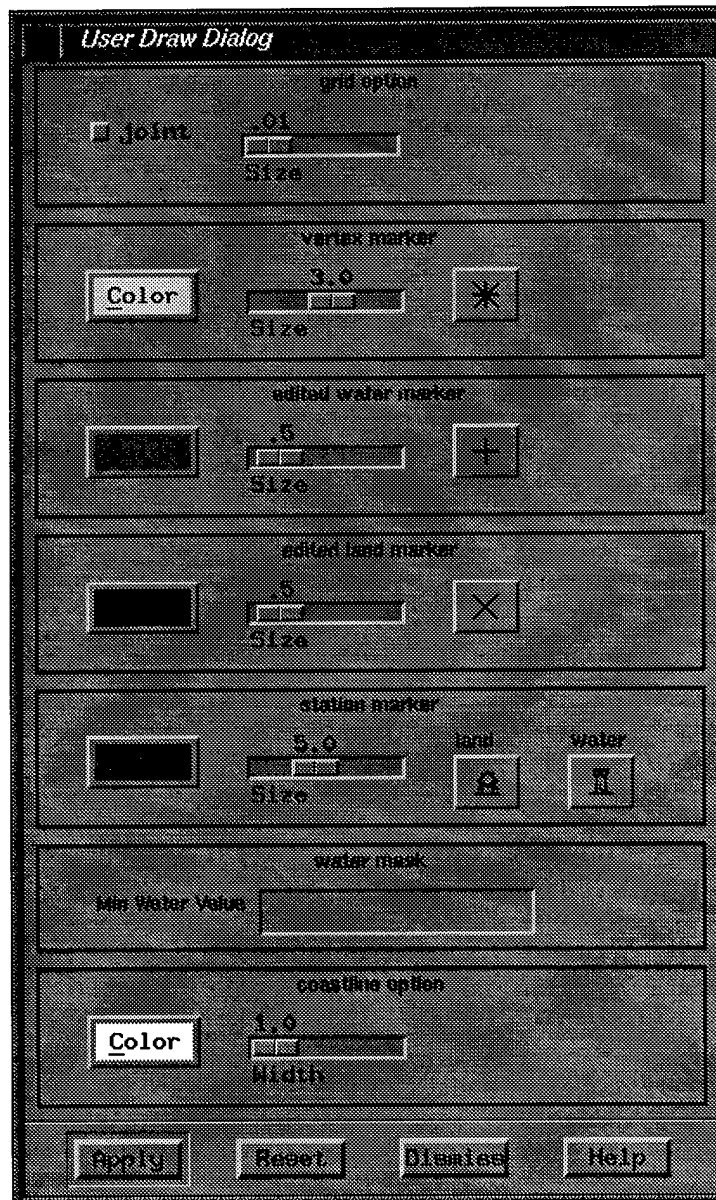 User Draw Dialog
grid option
joint
.01
Size
vertex marker
Color
3.0
Size
edited water marker
.5
Size
edited land marker
.5
Size
station marker
5.0
Size
land
water
water mask
Min Water Value
coastline option
Color
1.0
Width
Apply Reset Dismiss Help